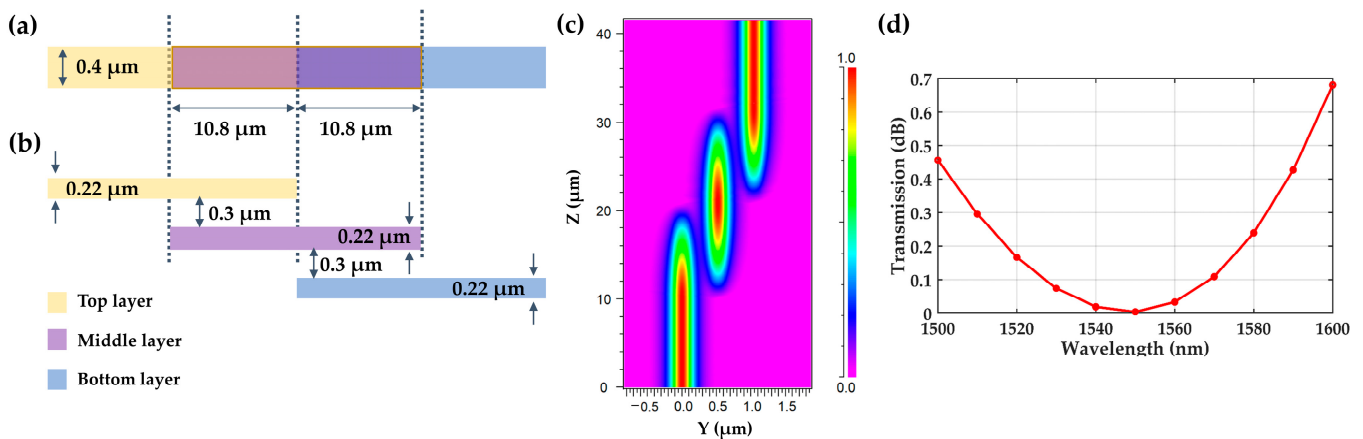 (a)
0.4 μm
10.8 μm
10.8 μm
(b)
0.22 μm
0.3 μm
0.22 μm
0.3 μm
0.22 μm
Top layer
Middle layer
Bottom layer
(c)
40
30
20
10
0
Z (μm)
−0.5
0.0
0.5
1.0
1.5
Y (μm)
1.0
0.0
(d)
0.7
0.6
0.5
0.4
0.3
0.2
0.1
0
Transmission (dB)
1500
1520
1540
1560
1580
1600
Wavelength (nm)